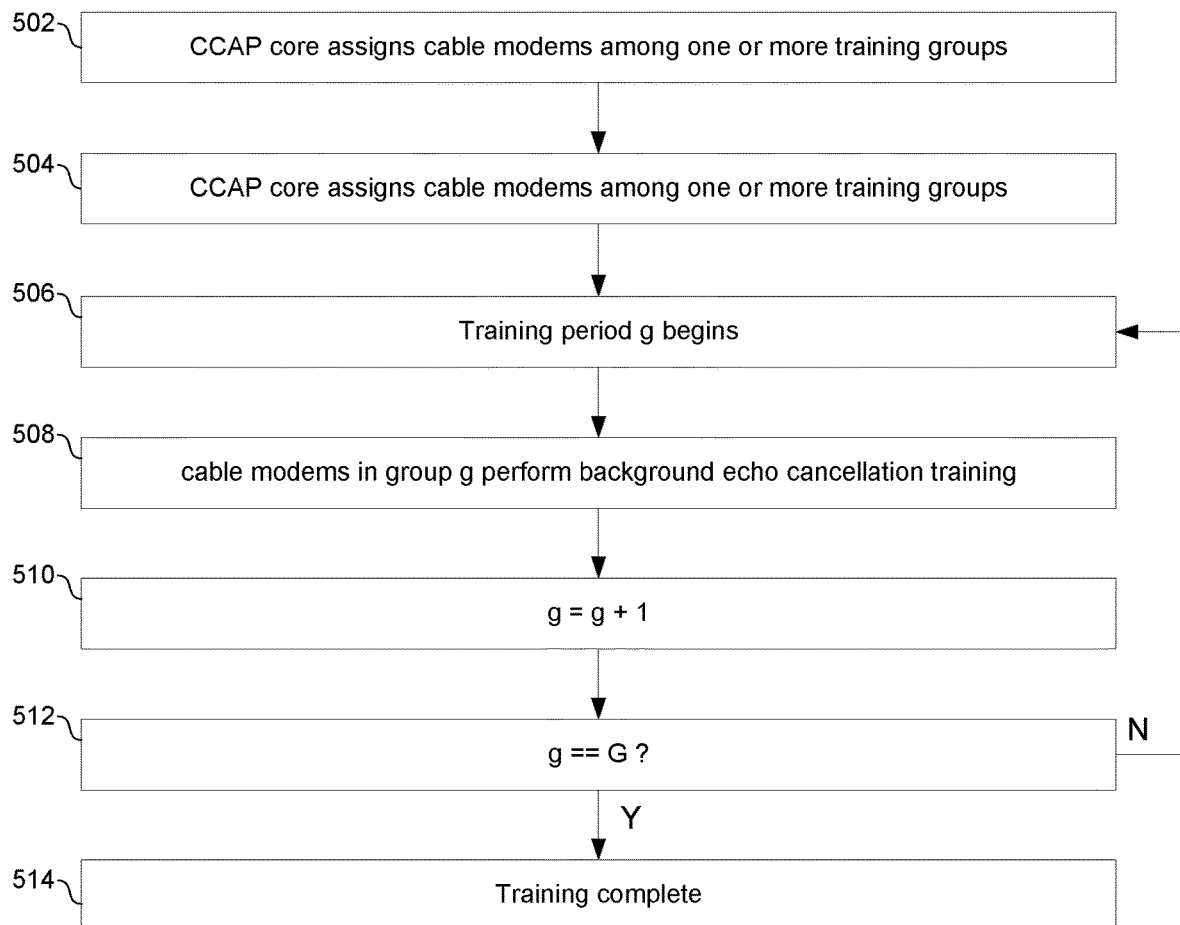 502
CCAP core assigns cable modems among one or more training groups
504
CCAP core assigns cable modems among one or more training groups
506
Training period g begins
508
cable modems in group g perform background echo cancellation training
510
g = g + 1
512
g == G ?
N
Y
514
Training complete